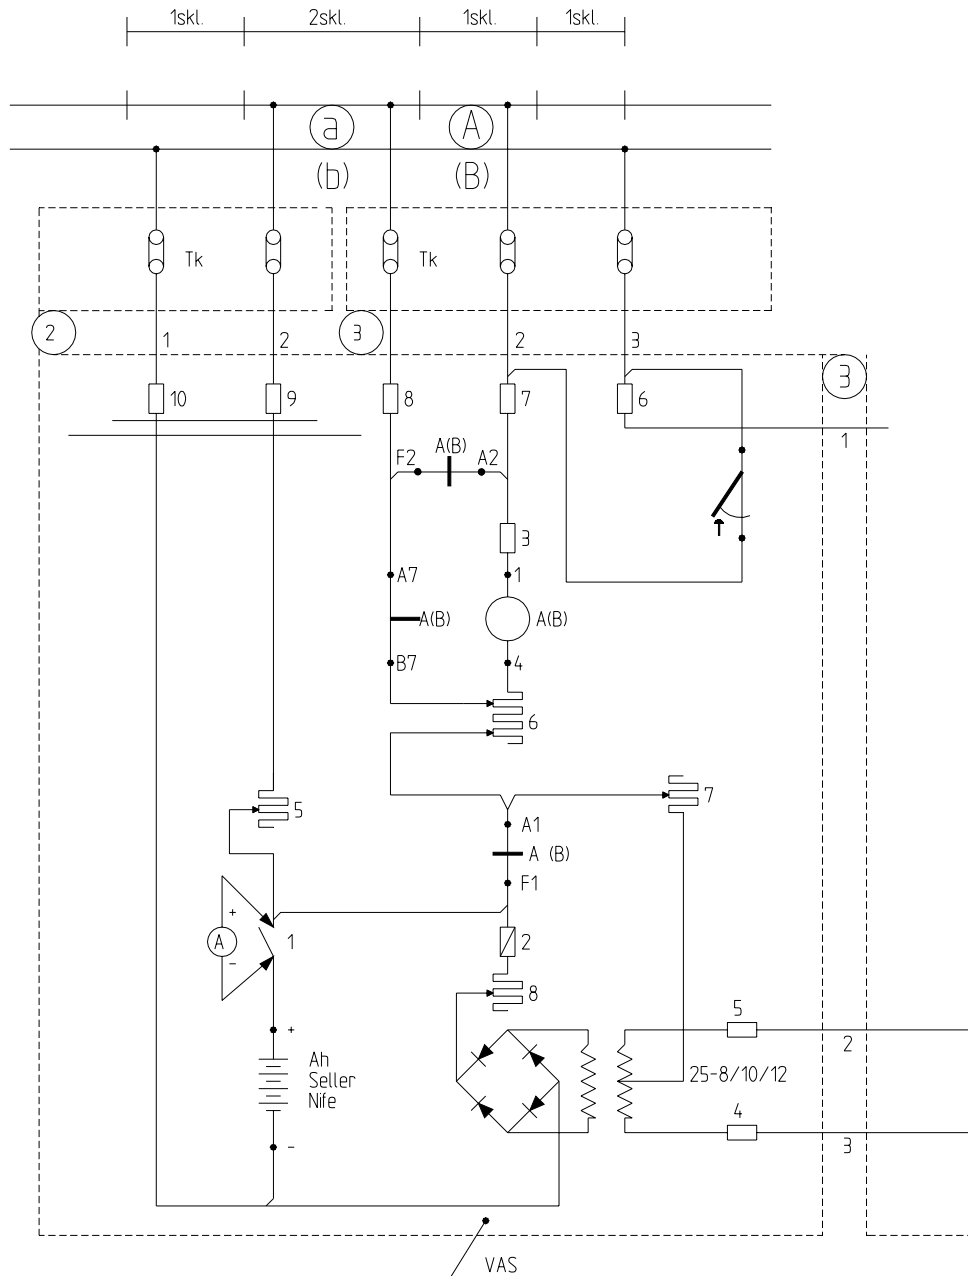 1skl. 2skl. 1skl. 1skl.
a A
(b) (B)
Tk Tk
2 3
1 2 2 3
3
10 9 8 7 6
1
A(B)
F2 A2
3
A7 1
A(B) A(B)
B7 4
6
5 7
A1
A (B)
F1
+
A 1 2
-
8
5
+ 2
Ah 25-8/10/12
Seller
Nife
4
- 3
VAS